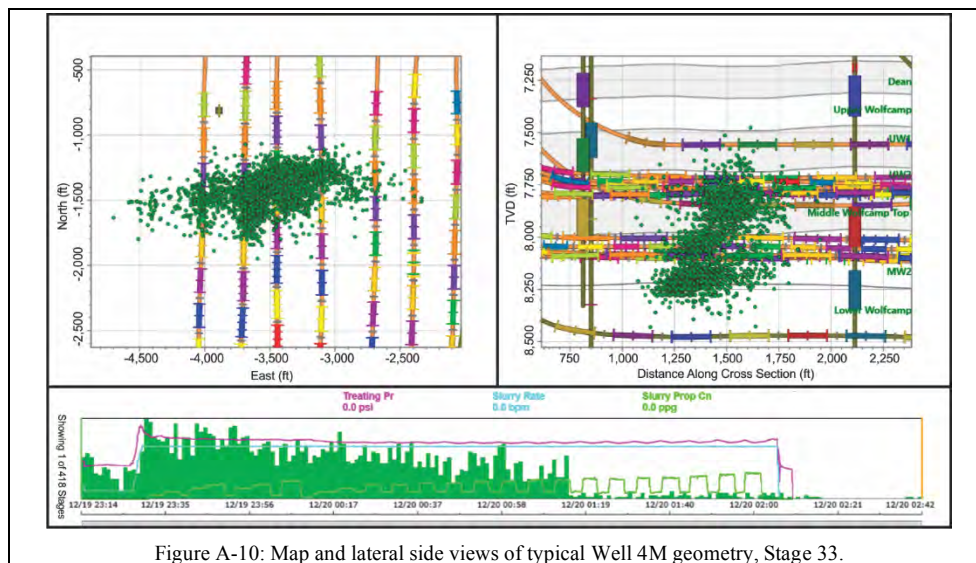 -500
-1,000
-1,500
-2,000
-2,500
North (ft)
-4,500 -4,000 -3,500 -3,000 -2,500
East (ft)
7,250
7,500
7,750
8,000
8,250
8,500
TVD (ft)
Dean
Upper Wolfcamp
UW1
UW2
Middle Wolfcamp Top
MW2
Lower Wolfcamp
750 1,000 1,250 1,500 1,750 2,000 2,250
Distance Along Cross Section (ft)
Treating Pr Slurry Rate Slurry Prop Cn
0.0 psi 0.0 bpm 0.0 ppg
Showing 1 of 418 Stages
12/19 23:14 12/19 23:35 12/19 23:56 12/20 00:17 12/20 00:37 12/20 00:58 12/20 01:19 12/20 01:40 12/20 02:00 12/20 02:21 12/20 02:42
Figure A-10: Map and lateral side views of typical Well 4M geometry, Stage 33.